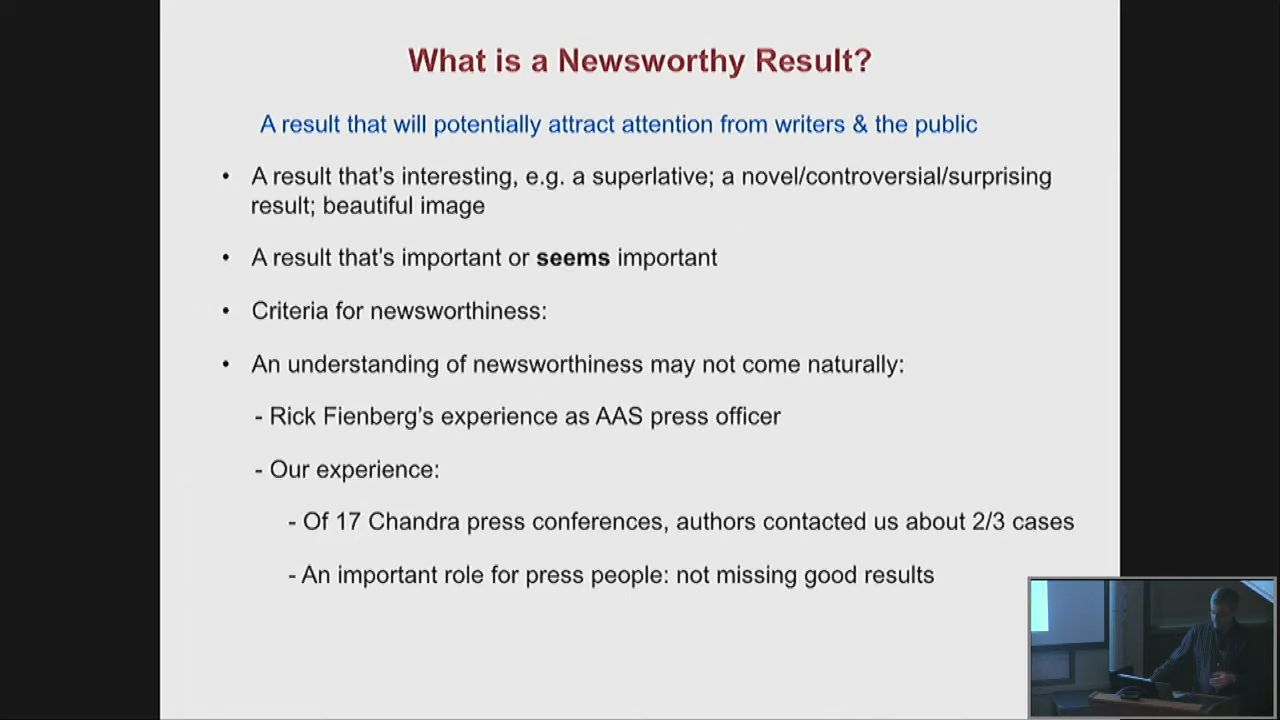 What is a Newsworthy Result?
A result that will potentially attract attention from writers & the public
• A result that's interesting, e.g. a superlative; a novel/controversial/surprising
result; beautiful image
• A result that's important or seems important
• Criteria for newsworthiness:
• An understanding of newsworthiness may not come naturally:
- Rick Fienberg's experience as AAS press officer
- Our experience:
- Of 17 Chandra press conferences, authors contacted us about 2/3 cases
- An important role for press people: not missing good results